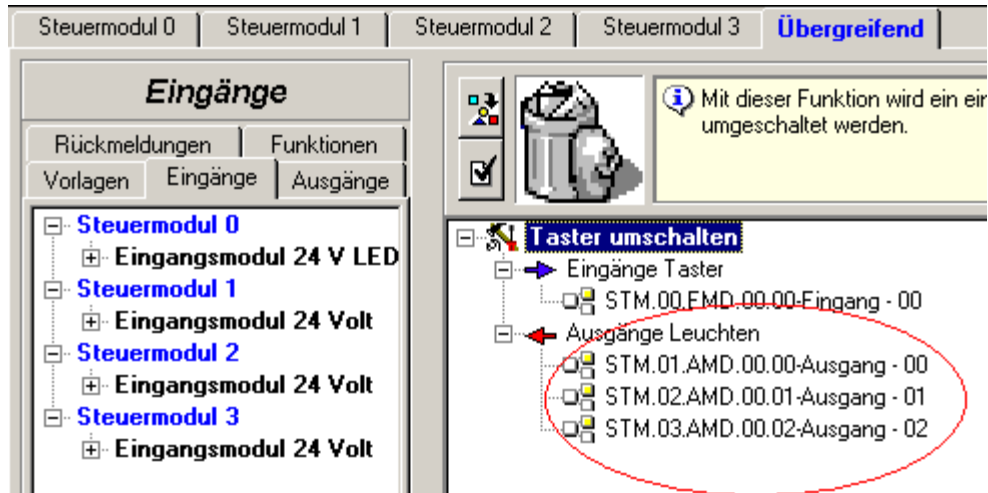 Steuermodul 0 Steuermodul 1 Steuermodul 2 Steuermodul 3 Übergreifend
Eingänge
Rückmeldungen Funktionen
Vorlagen Eingänge Ausgänge
Steuermodul 0
Eingangsmodul 24 V LED
Steuermodul 1
Eingangsmodul 24 Volt
Steuermodul 2
Eingangsmodul 24 Volt
Steuermodul 3
Eingangsmodul 24 Volt
Mit dieser Funktion wird ein ein
umgeschaltet werden.
Taster umschalten
Eingänge Taster
STM.00.EMD.00.00-Eingang - 00
Ausgänge Leuchten
STM.01.AMD.00.00-Ausgang - 00
STM.02.AMD.00.01-Ausgang - 01
STM.03.AMD.00.02-Ausgang - 02